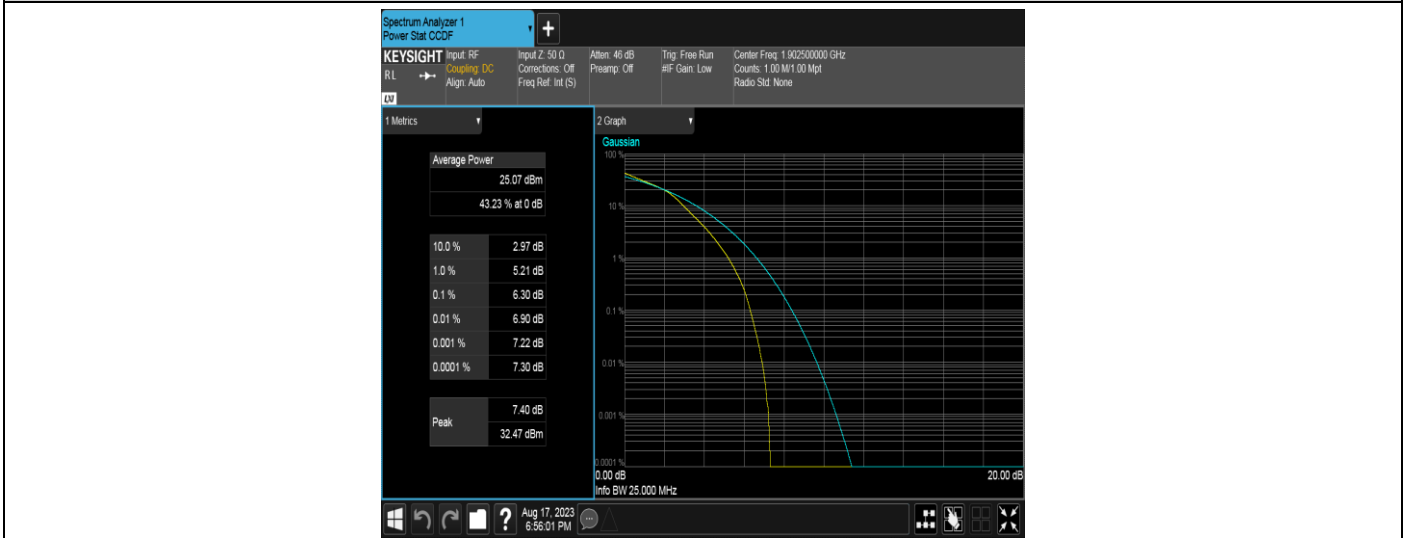 Spectrum Analyzer 1
Power Stat CCDF
+
KEYSIGHT
RL
LXI
Input: RF
Coupling: DC
Align: Auto
Input Z: 50 Ω
Corrections: Off
Freq Ref: Int (S)
Atten: 46 dB
Preamp: Off
Trig: Free Run
#IF Gain: Low
Center Freq: 1.902500000 GHz
Counts: 1.00 M/1.00 Mpt
Radio Std: None
1 Metrics
Average Power
25.07 dBm
43.23 % at 0 dB
10.0 % 2.97 dB
1.0 % 5.21 dB
0.1 % 6.30 dB
0.01 % 6.90 dB
0.001 % 7.22 dB
0.0001 % 7.30 dB
Peak
7.40 dB
32.47 dBm
2 Graph
Gaussian
100 %
10 %
1 %
0.1 %
0.01 %
0.001 %
0.0001 %
0.00 dB 20.00 dB
Info BW 25.000 MHz
?
Aug 17, 2023
6:56:01 PM